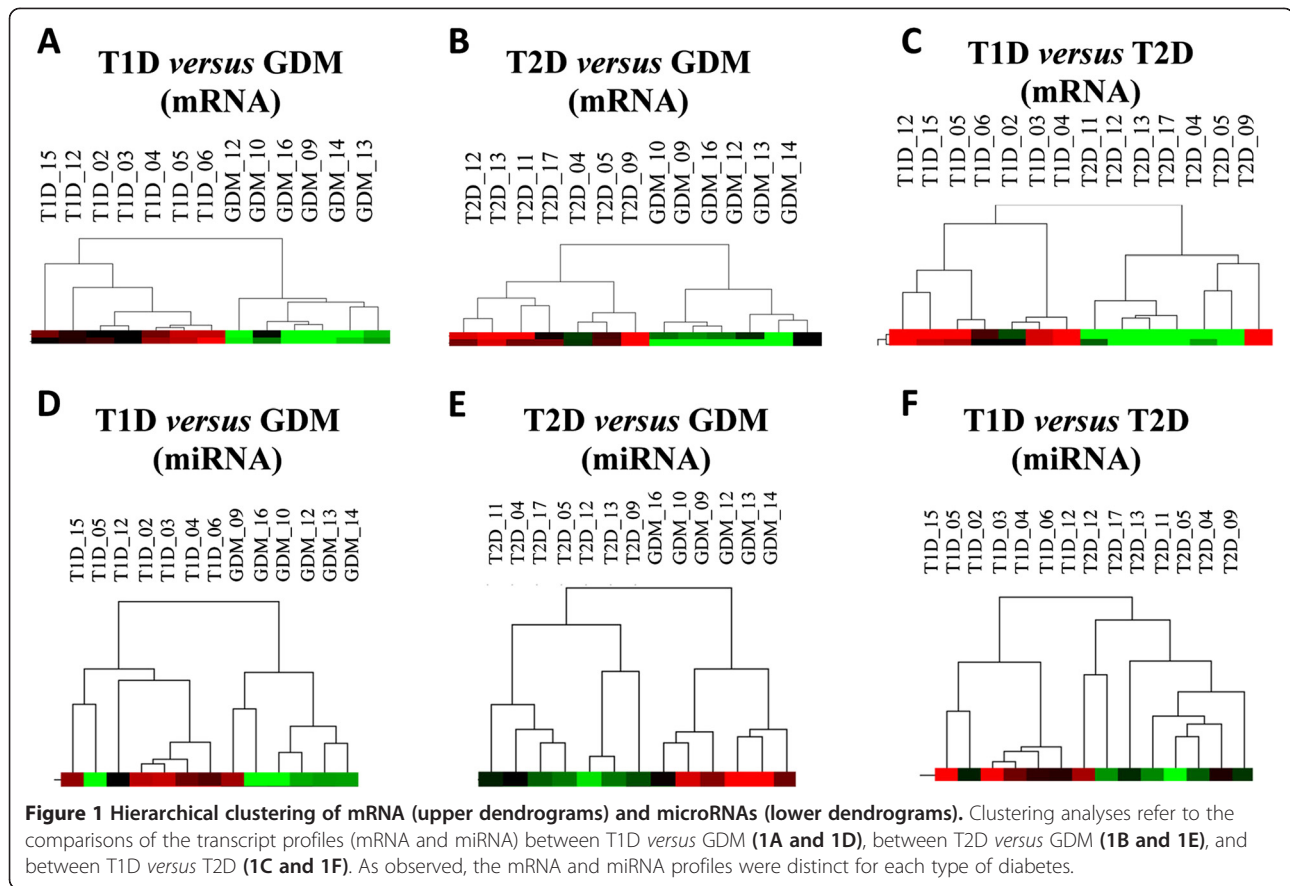 A
T1D versus GDM
(mRNA)
T1D_15
T1D_12
T1D_02
T1D_03
T1D_04
T1D_05
T1D_06
GDM_12
GDM_10
GDM_16
GDM_09
GDM_14
GDM_13
B
T2D versus GDM
(mRNA)
T2D_12
T2D_13
T2D_11
T2D_17
T2D_04
T2D_05
T2D_09
GDM_10
GDM_09
GDM_16
GDM_12
GDM_13
GDM_14
C
T1D versus T2D
(mRNA)
T1D_12
T1D_15
T1D_05
T1D_06
T1D_02
T1D_03
T1D_04
T2D_11
T2D_12
T2D_13
T2D_17
T2D_04
T2D_05
T2D_09
D
T1D versus GDM
(miRNA)
T1D_15
T1D_05
T1D_12
T1D_02
T1D_03
T1D_04
T1D_06
GDM_09
GDM_16
GDM_10
GDM_12
GDM_13
GDM_14
E
T2D versus GDM
(miRNA)
T2D_11
T2D_04
T2D_17
T2D_05
T2D_12
T2D_13
T2D_09
GDM_16
GDM_10
GDM_09
GDM_12
GDM_13
GDM_14
F
T1D versus T2D
(miRNA)
T1D_15
T1D_05
T1D_02
T1D_03
T1D_04
T1D_06
T1D_12
T2D_12
T2D_17
T2D_13
T2D_11
T2D_05
T2D_04
T2D_09
Figure 1 Hierarchical clustering of mRNA (upper dendrograms) and microRNAs (lower dendrograms). Clustering analyses refer to the
comparisons of the transcript profiles (mRNA and miRNA) between T1D versus GDM (1A and 1D), between T2D versus GDM (1B and 1E), and
between T1D versus T2D (1C and 1F). As observed, the mRNA and miRNA profiles were distinct for each type of diabetes.